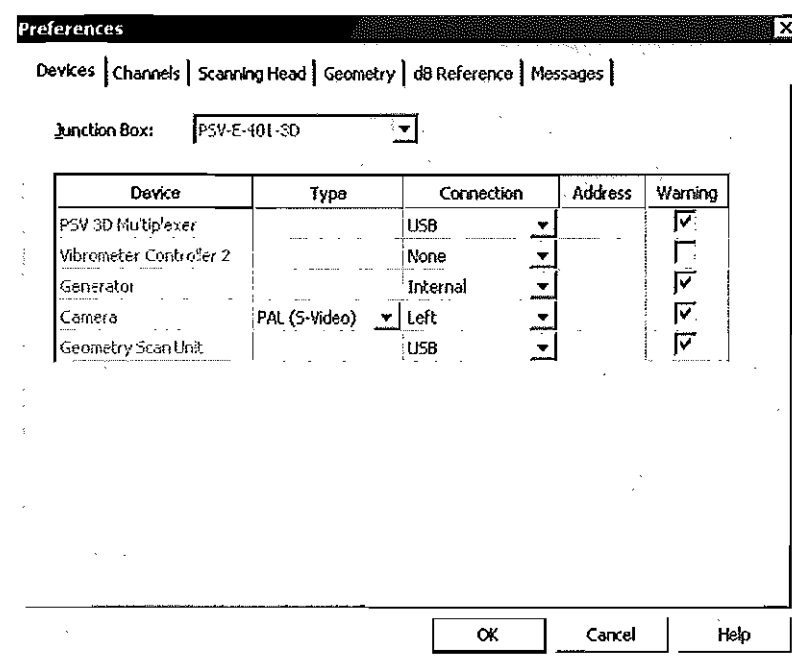 Preferences
Devices Channels Scanning Head Geometry dB Reference Messages
Junction Box: PSV-E-401-3D
Device Type Connection Address Warning
PSV 3D Multiplexer USB
Vibrometer Controller 2 None
Generator Internal
Camera PAL (S-Video) Left
Geometry Scan Unit USB
OK Cancel Help